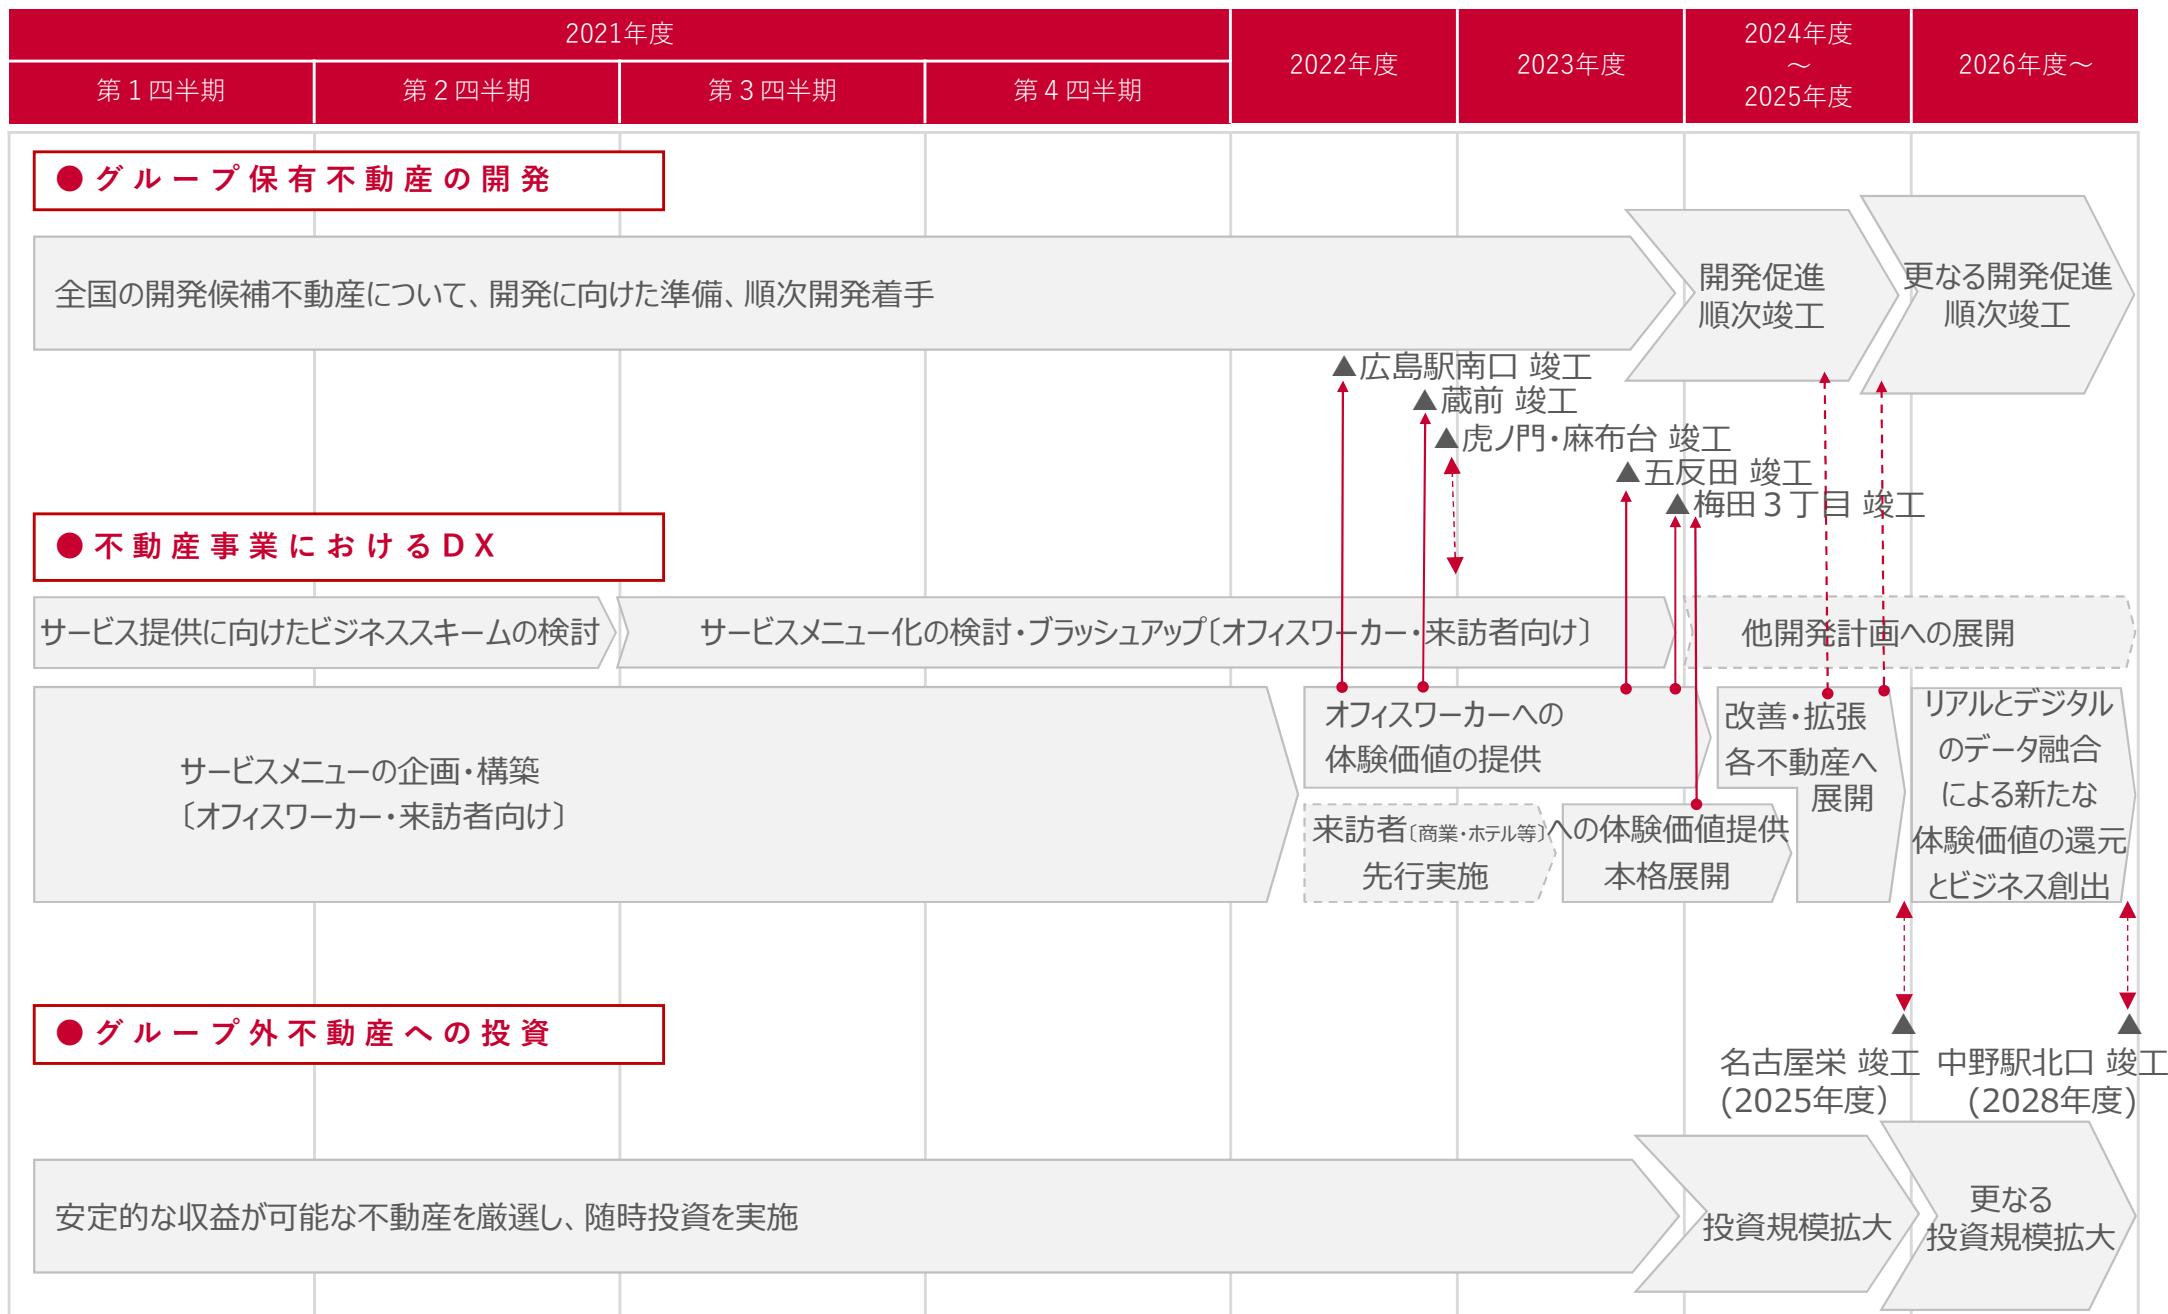 2021年度
2022年度
2023年度
2024年度
～
2025年度
2026年度～
第１四半期
第２四半期
第３四半期
第４四半期
●グループ保有不動産の開発
全国の開発候補不動産について、開発に向けた準備、順次開発着手
開発促進
順次竣工
更なる開発促進
順次竣工
▲広島駅南口 竣工
▲蔵前 竣工
▲虎ノ門・麻布台 竣工
▲五反田 竣工
▲梅田３丁目 竣工
●不動産事業におけるDX
サービス提供に向けたビジネススキームの検討
サービスメニュー化の検討・ブラッシュアップ〔オフィスワーカー・来訪者向け〕
他開発計画への展開
サービスメニューの企画・構築
〔オフィスワーカー・来訪者向け〕
オフィスワーカーへの
体験価値の提供
来訪者〔商業・ホテル等〕への体験価値提供
先行実施
本格展開
改善・拡張
各不動産へ
展開
リアルとデジタル
のデータ融合
による新たな
体験価値の還元
とビジネス創出
●グループ外不動産への投資
▲
名古屋栄 竣工
(2025年度)
▲
中野駅北口 竣工
(2028年度)
安定的な収益が可能な不動産を厳選し、随時投資を実施
投資規模拡大
更なる
投資規模拡大